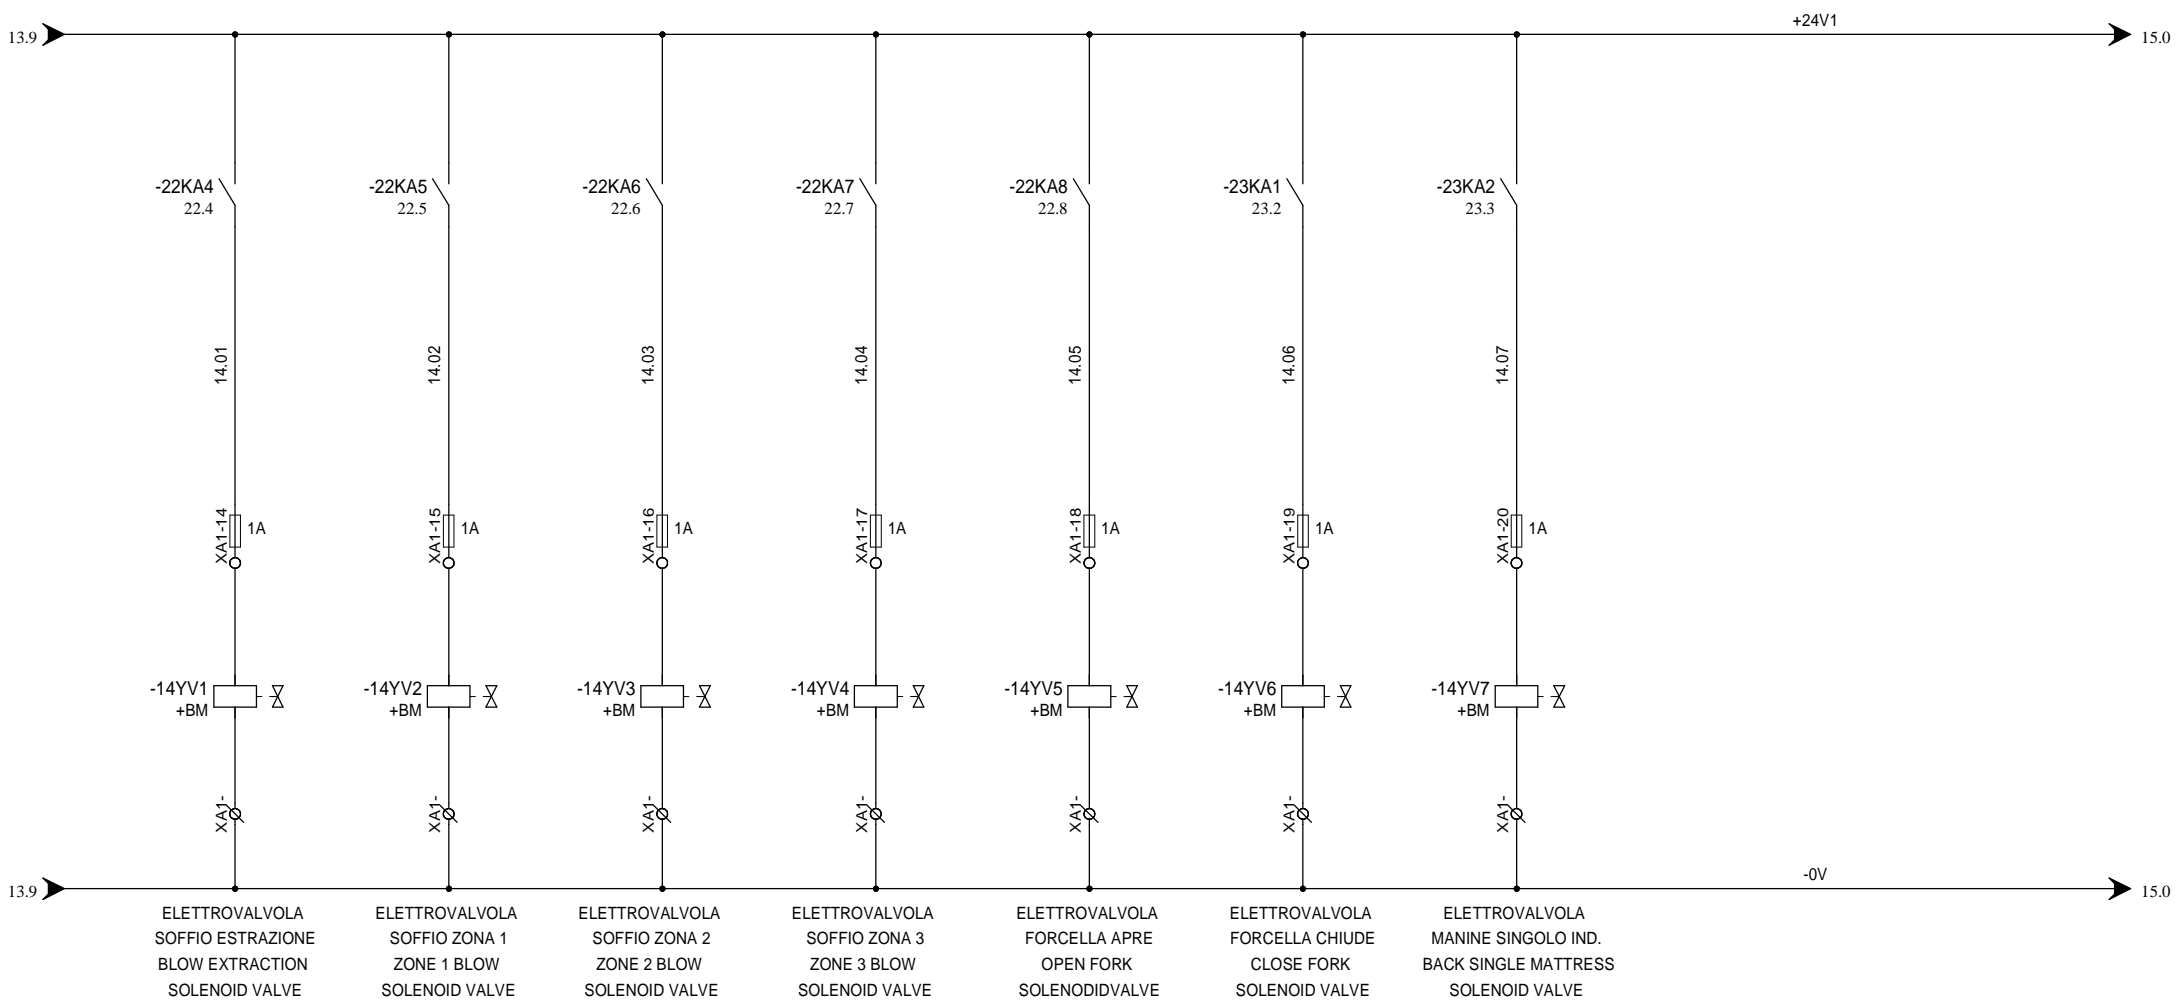 +24V1
13.9
15.0
-22KA4
22.4
-22KA5
22.5
-22KA6
22.6
-22KA7
22.7
-22KA8
22.8
-23KA1
23.2
-23KA2
23.3
14.01
14.02
14.03
14.04
14.05
14.06
14.07
XA1-14
1A
XA1-15
1A
XA1-16
1A
XA1-17
1A
XA1-18
1A
XA1-19
1A
XA1-20
1A
-14YV1
+BM
-14YV2
+BM
-14YV3
+BM
-14YV4
+BM
-14YV5
+BM
-14YV6
+BM
-14YV7
+BM
XA1-
XA1-
XA1-
XA1-
XA1-
XA1-
XA1-
-0V
13.9
15.0
ELETTROVALVOLA
SOFFIO ESTRAZIONE
BLOW EXTRACTION
SOLENOID VALVE
ELETTROVALVOLA
SOFFIO ZONA 1
ZONE 1 BLOW
SOLENOID VALVE
ELETTROVALVOLA
SOFFIO ZONA 2
ZONE 2 BLOW
SOLENOID VALVE
ELETTROVALVOLA
SOFFIO ZONA 3
ZONE 3 BLOW
SOLENOID VALVE
ELETTROVALVOLA
FORCELLA APRE
OPEN FORK
SOLENODIDVALVE
ELETTROVALVOLA
FORCELLA CHIUDE
CLOSE FORK
SOLENOID VALVE
ELETTROVALVOLA
MANINE SINGOLO IND.
BACK SINGLE MATTRESS
SOLENOID VALVE